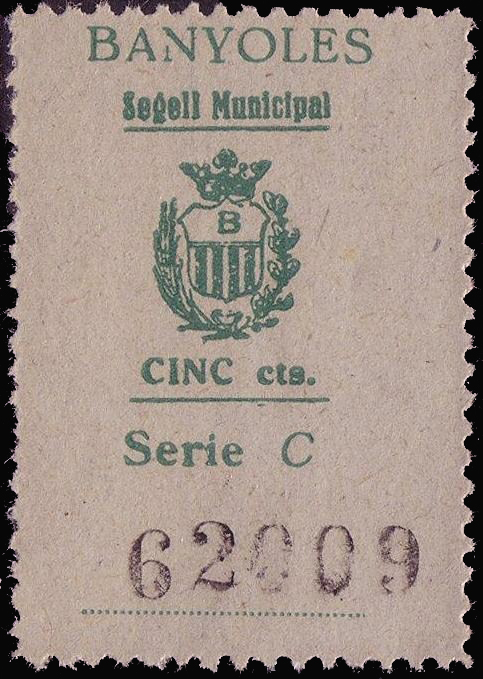 BANYOLES
Segell Municipal
B
CINC cts.
Serie C
62009